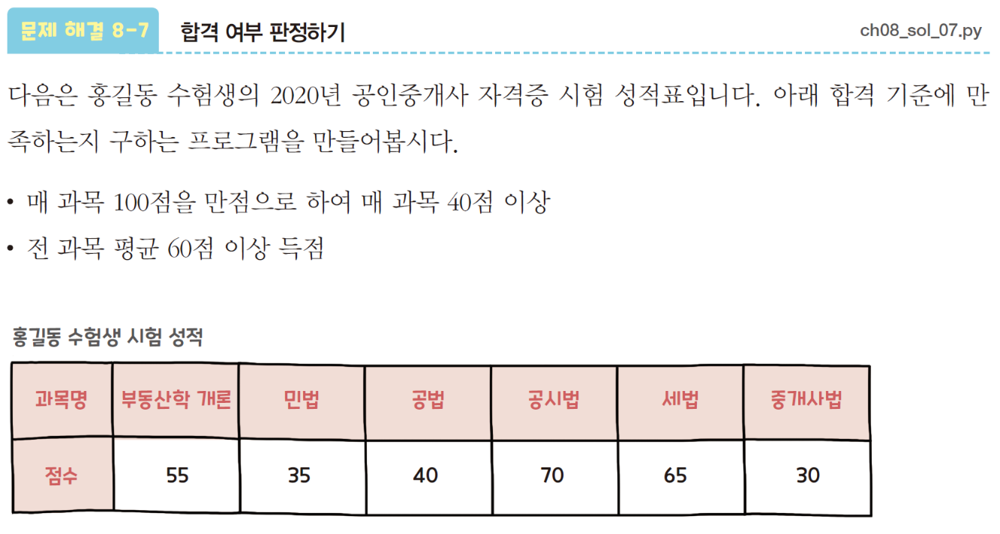 문제 해결 8-7 합격 여부 판정하기 ch08_sol_07.py
다음은 홍길동 수험생의 2020년 공인중개사 자격증 시험 성적표입니다. 아래 합격 기준에 만
족하는지 구하는 프로그램을 만들어봅시다.
• 매 과목 100점을 만점으로 하여 매 과목 40점 이상
• 전 과목 평균 60점 이상 득점
홍길동 수험생 시험 성적
과목명 부동산학 개론 민법 공법 공시법 세법 중개사법
점수 55 35 40 70 65 30